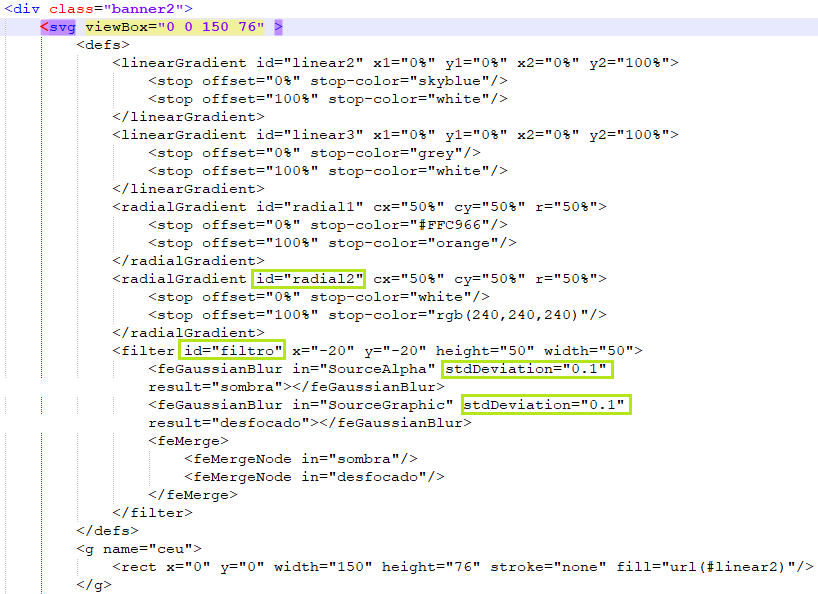 <div class="banner2">
<svg viewBox="0 0 150 76" >
<defs>
<linearGradient id="linear2" x1="0%" y1="0%" x2="0%" y2="100%">
<stop offset="0%" stop-color="skyblue"/>
<stop offset="100%" stop-color="white"/>
</linearGradient>
<linearGradient id="linear3" x1="0%" y1="0%" x2="0%" y2="100%">
<stop offset="0%" stop-color="grey"/>
<stop offset="100%" stop-color="white"/>
</linearGradient>
<radialGradient id="radial1" cx="50%" cy="50%" r="50%">
<stop offset="0%" stop-color="#FFC966"/>
<stop offset="100%" stop-color="orange"/>
</radialGradient>
<radialGradient id="radial2" cx="50%" cy="50%" r="50%">
<stop offset="0%" stop-color="white"/>
<stop offset="100%" stop-color="rgb(240,240,240)"/>
</radialGradient>
<filter id="filtro" x="-20" y="-20" height="50" width="50">
<feGaussianBlur in="SourceAlpha" stdDeviation="0.1"
result="sombra"></feGaussianBlur>
<feGaussianBlur in="SourceGraphic" stdDeviation="0.1"
result="desfocado"></feGaussianBlur>
<feMerge>
<feMergeNode in="sombra"/>
<feMergeNode in="desfocado"/>
</feMerge>
</filter>
</defs>
<g name="ceu">
<rect x="0" y="0" width="150" height="76" stroke="none" fill="url(#linear2)"/>
</g>